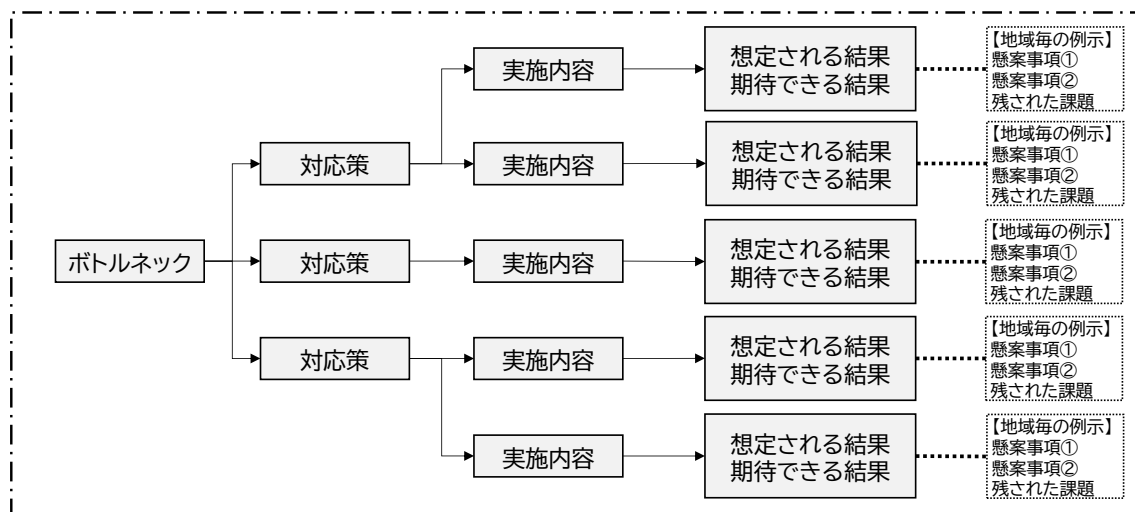 実施内容
想定される結果
期待できる結果
【地域毎の例示】
懸案事項①
懸案事項②
残された課題
対応策
実施内容
想定される結果
期待できる結果
【地域毎の例示】
懸案事項①
懸案事項②
残された課題
ボトルネック
対応策
実施内容
想定される結果
期待できる結果
【地域毎の例示】
懸案事項①
懸案事項②
残された課題
対応策
実施内容
想定される結果
期待できる結果
【地域毎の例示】
懸案事項①
懸案事項②
残された課題
実施内容
想定される結果
期待できる結果
【地域毎の例示】
懸案事項①
懸案事項②
残された課題